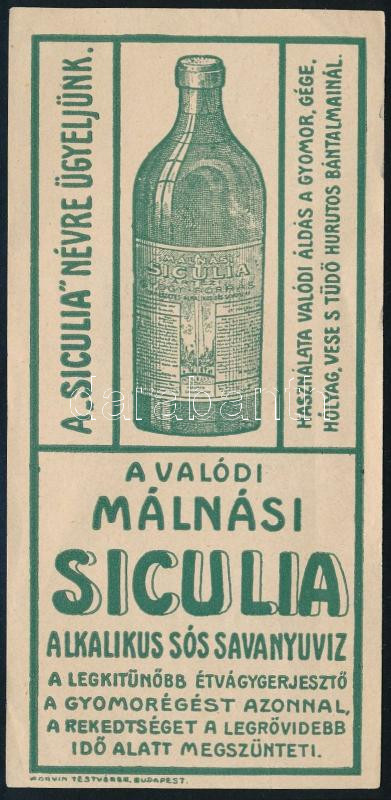 A „SICULIA” NÉVRE ÜGYELJÜNK.
MÁLNÁSI
SICULIA
HASZNÁLATA VALÓDI ÁLDÁS A GYOMOR, GÉGE,
HÓLYAG, VESE S TÜDŐ HURUTOS BÁNTALMAINÁL.
darabanth
A VALÓDI
MÁLNÁSI
SICULIA
ALKALIKUS SÓS SAVANYUVIZ
A LEGKITŰNŐBB ÉTVÁGYGERJESZTŐ
A GYOMORÉGÉST AZONNAL,
A REKEDTSÉGET A LEGRÖVIDEBB
IDŐ ALATT MEGSZÜNTETI.
KORVIN TESTVÉREK, BUDAPEST.